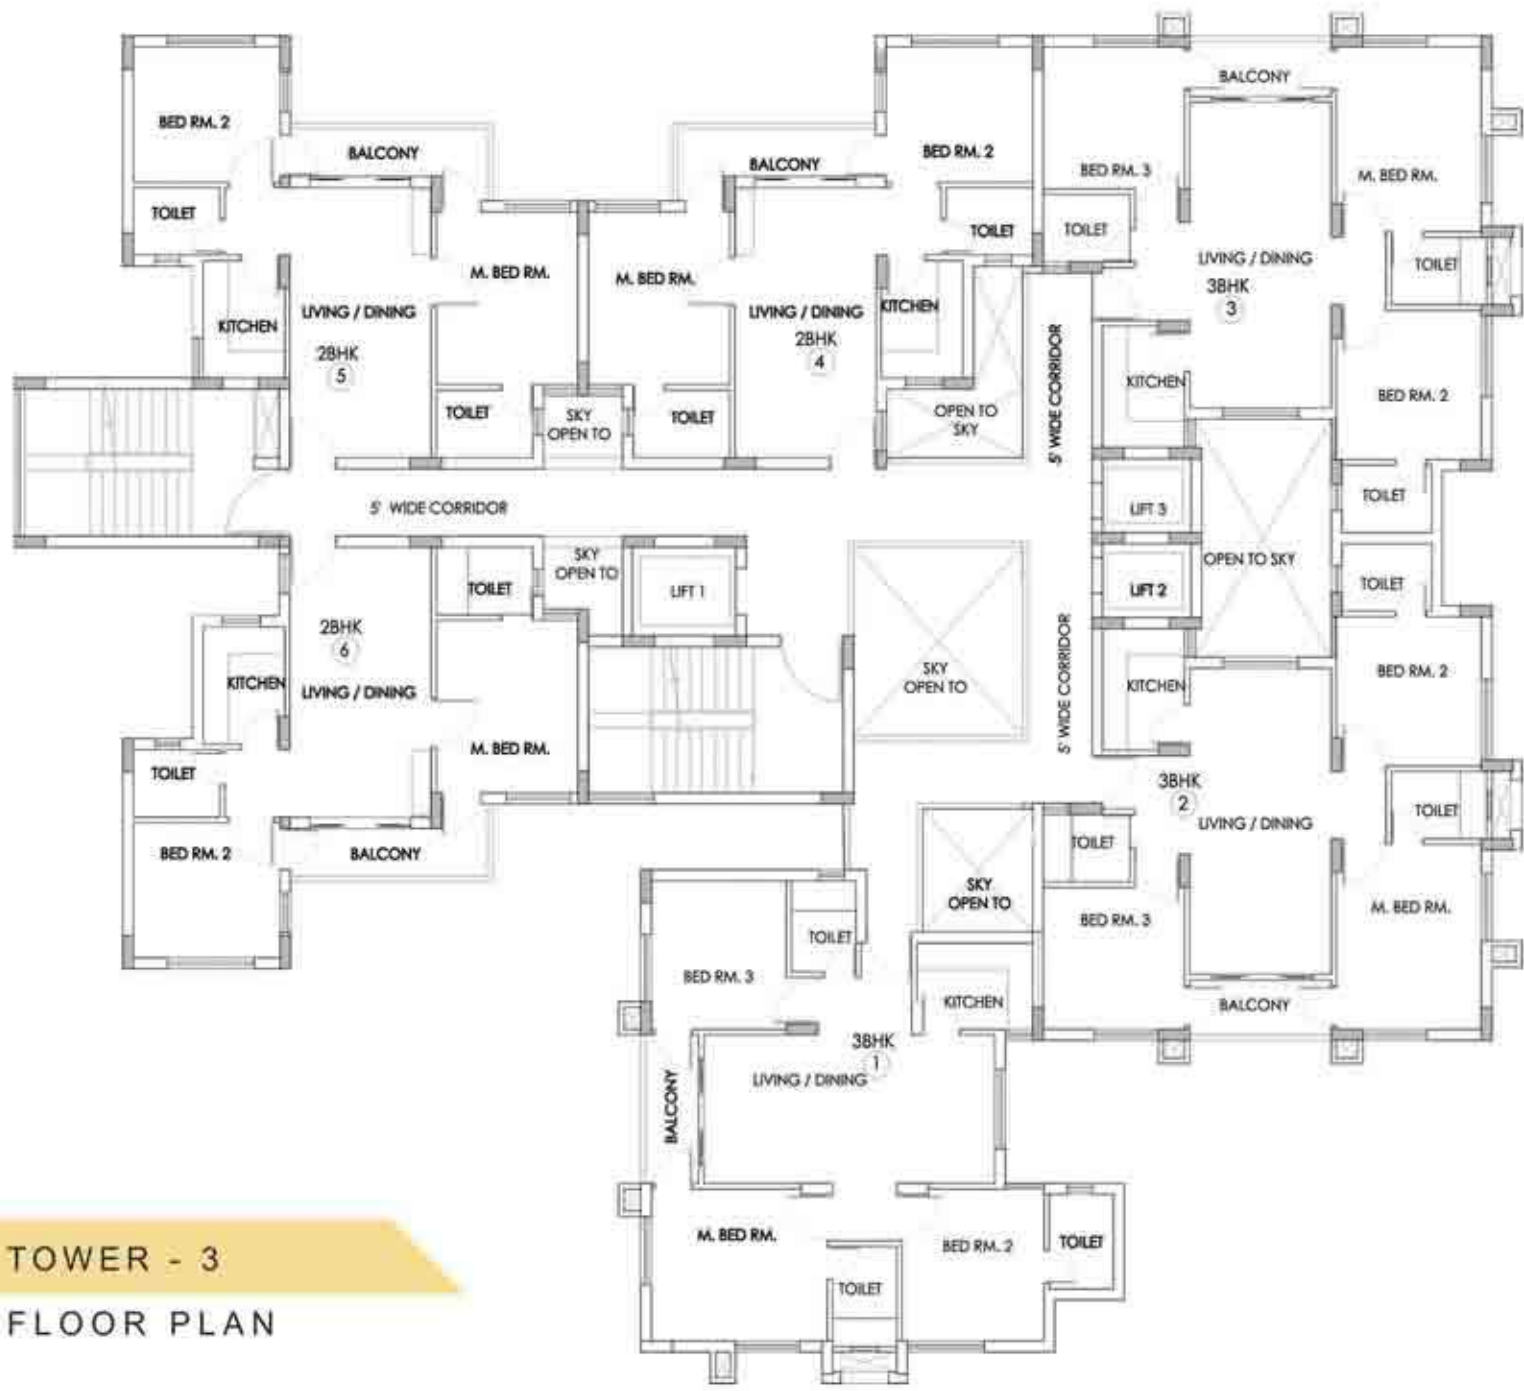 BALCONY
BED RM. 2
BALCONY
BALCONY
BED RM. 2
BED RM. 3
M. BED RM.
TOILET
TOILET
TOILET
M. BED RM.
M. BED RM.
LIVING / DINING
TOILET
3BHK
3
KITCHEN
LIVING / DINING
2BHK
5
LIVING / DINING
2BHK
4
KITCHEN
5' WIDE CORRIDOR
KITCHEN
BED RM. 2
TOILET
SKY
OPEN TO
TOILET
OPEN TO
SKY
5' WIDE CORRIDOR
LIFT 3
TOILET
SKY
OPEN TO
OPEN TO SKY
TOILET
LIFT 1
LIFT 2
TOILET
2BHK
6
KITCHEN
LIVING / DINING
SKY
OPEN TO
5' WIDE CORRIDOR
KITCHEN
BED RM. 2
M. BED RM.
TOILET
3BHK
2
LIVING / DINING
TOILET
BED RM. 2
BALCONY
TOILET
SKY
OPEN TO
BED RM. 3
M. BED RM.
TOILET
BED RM. 3
KITCHEN
BALCONY
3BHK
1
LIVING / DINING
BALCONY
M. BED RM.
BED RM. 2
TOILET
TOILET
TOWER - 3
FLOOR PLAN